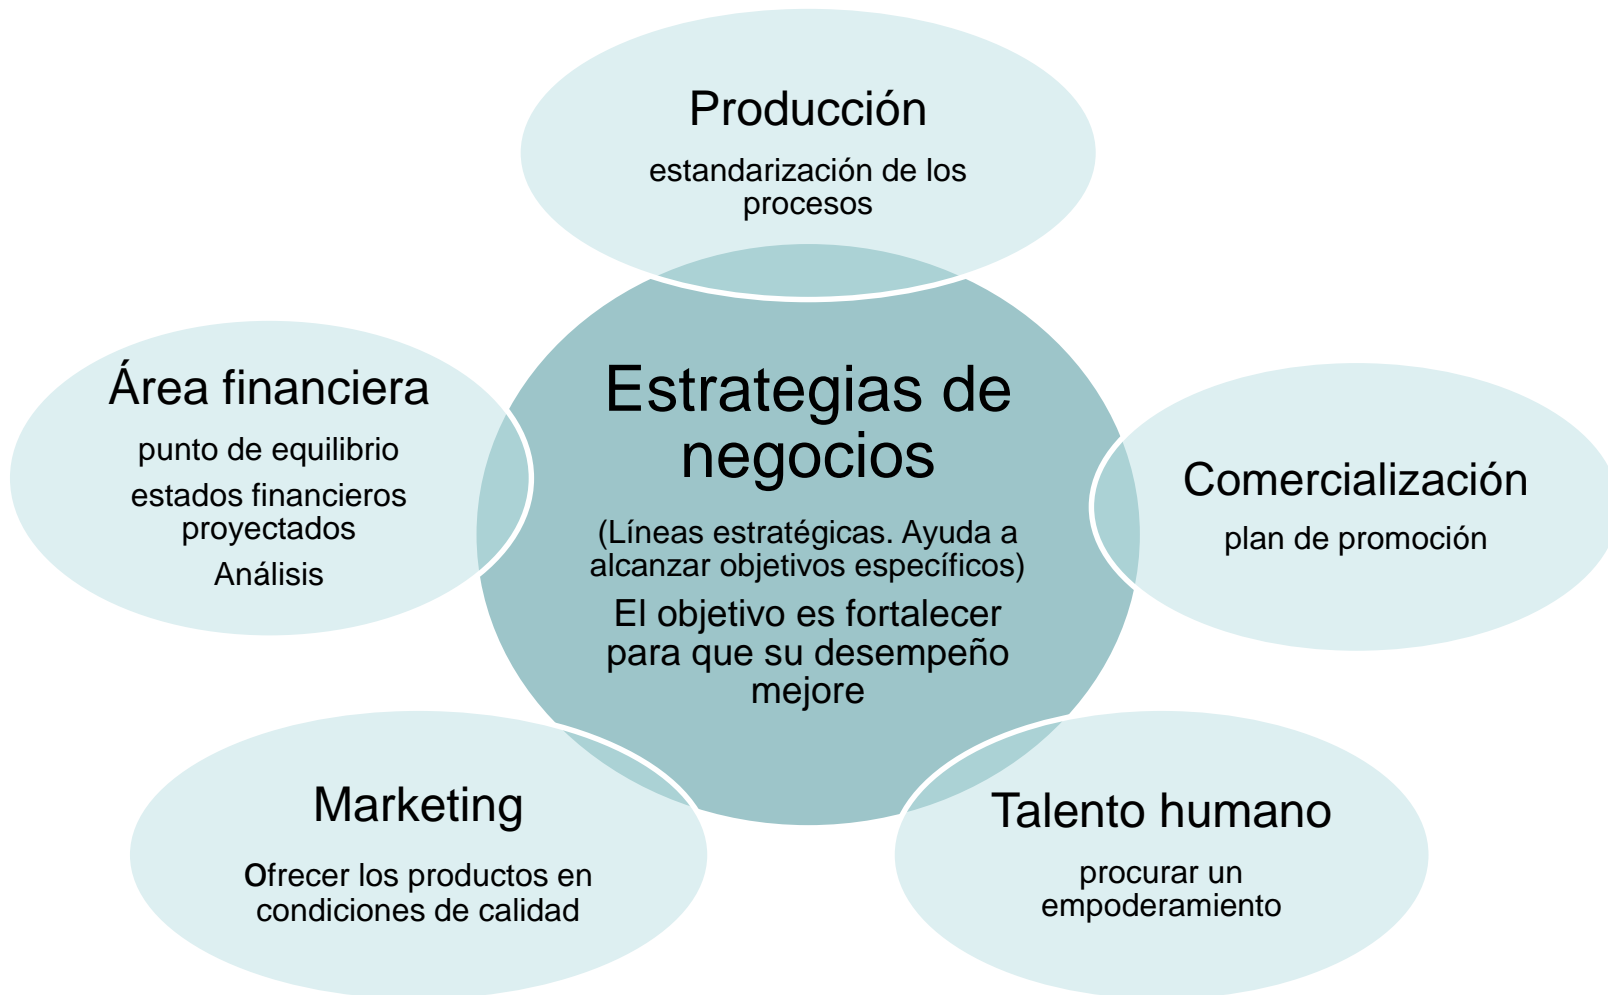 Producción
estandarización de los
procesos
Área financiera
punto de equilibrio
estados financieros
proyectados
Análisis
Estrategias de
negocios
(Líneas estratégicas. Ayuda a
alcanzar objetivos específicos)
El objetivo es fortalecer
para que su desempeño
mejore
Comercialización
plan de promoción
Marketing
Ofrecer los productos en
condiciones de calidad
Talento humano
procurar un
empoderamiento